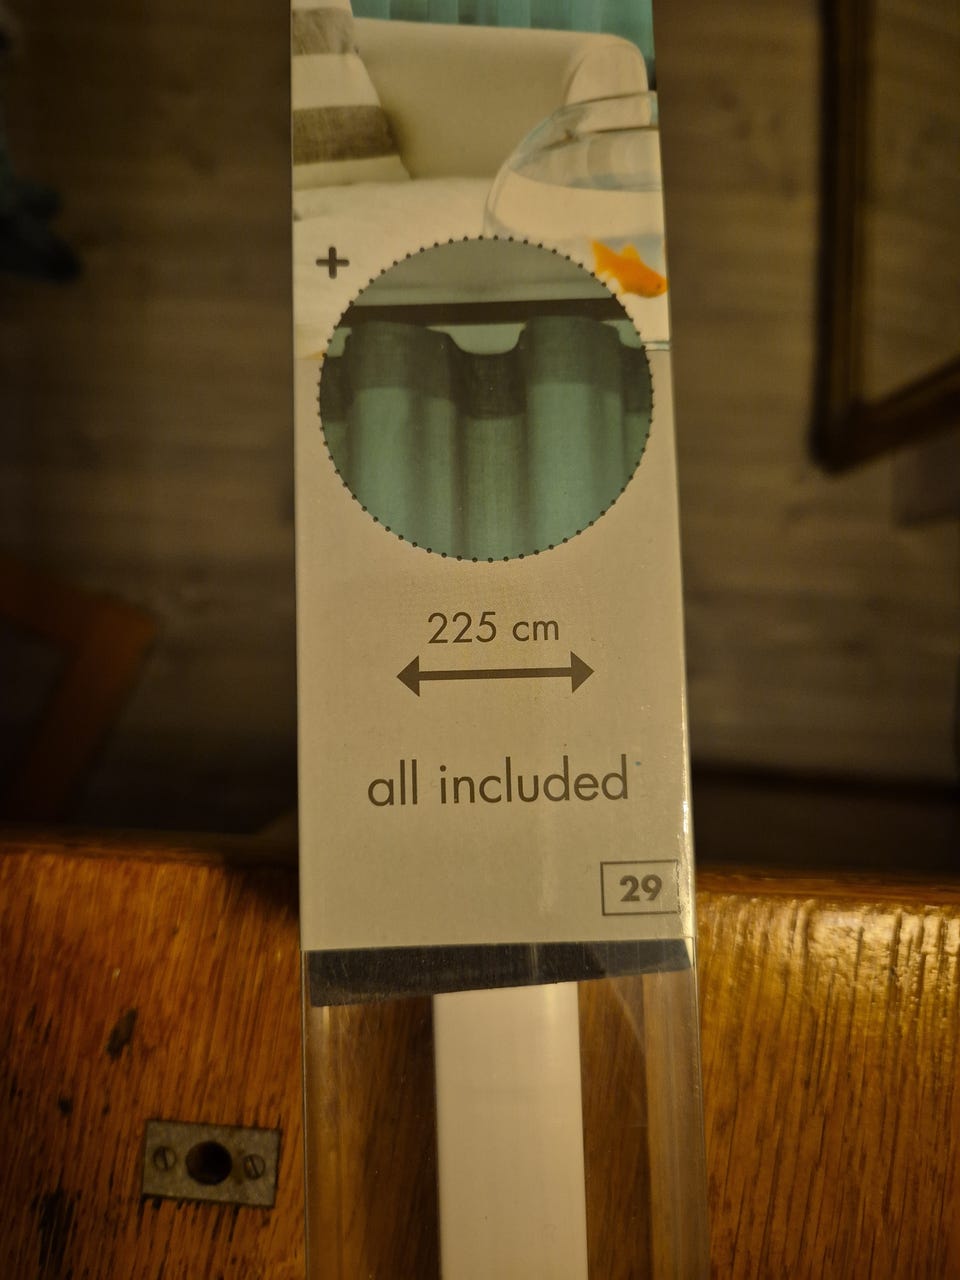 +
225 cm
all included
29